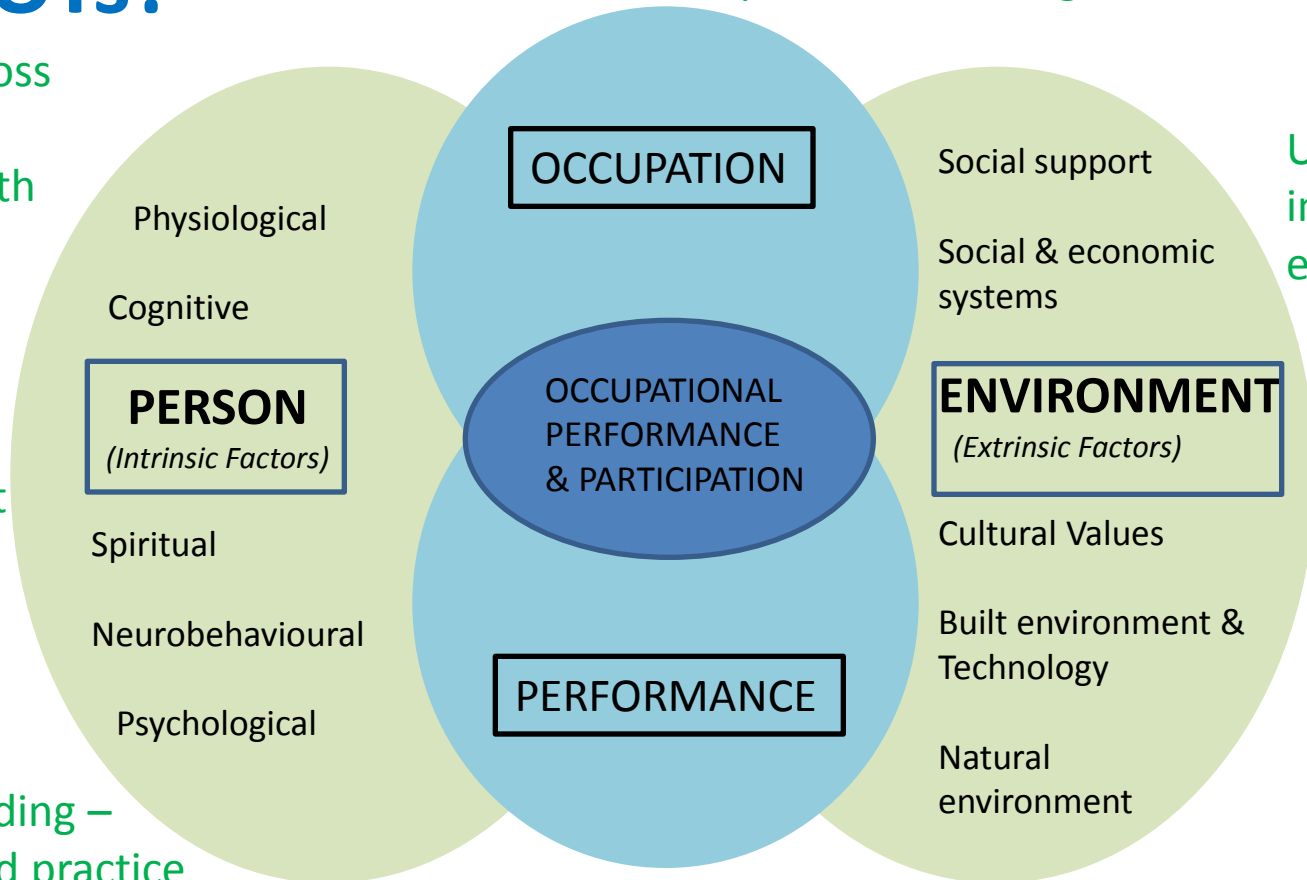 OCCUPATION
Physiological
Cognitive
PERSON
(Intrinsic Factors)
Spiritual
Neurobehavioural
Psychological
OCCUPATIONAL
PERFORMANCE
& PARTICIPATION
PERFORMANCE
Social support
Social & economic
systems
ENVIRONMENT
(Extrinsic Factors)
Cultural Values
Built environment &
Technology
Natural
environment
practice